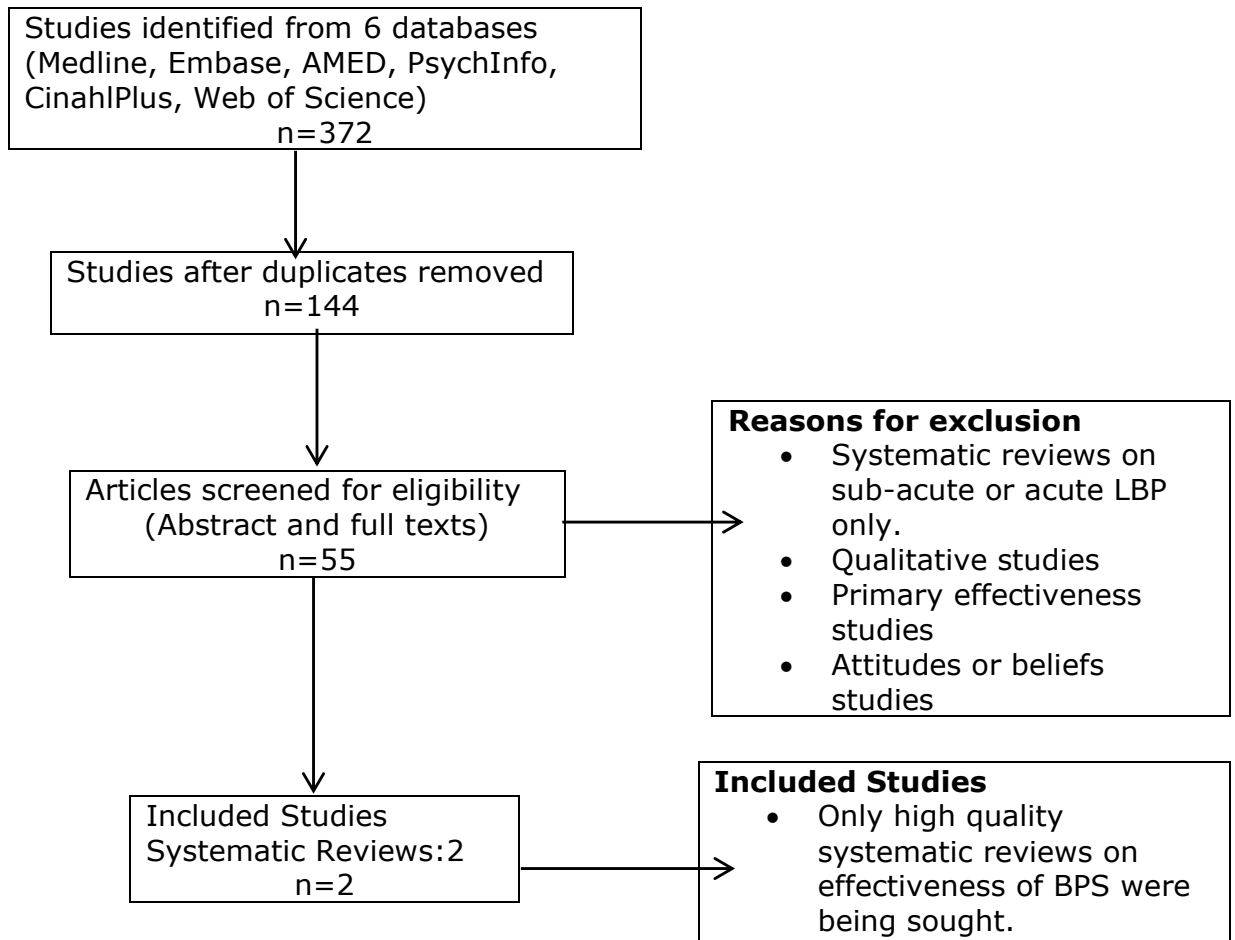 Studies identified from 6 databases
(Medline, Embase, AMED, PsychInfo,
CinahlPlus, Web of Science)
n=372
Studies after duplicates removed
n=144
Articles screened for eligibility
(Abstract and full texts)
n=55
Reasons for exclusion
• Systematic reviews on
sub-acute or acute LBP
only.
• Qualitative studies
• Primary effectiveness
studies
• Attitudes or beliefs
studies
Included Studies
Systematic Reviews:2
n=2
Included Studies
• Only high quality
systematic reviews on
effectiveness of BPS were
being sought.